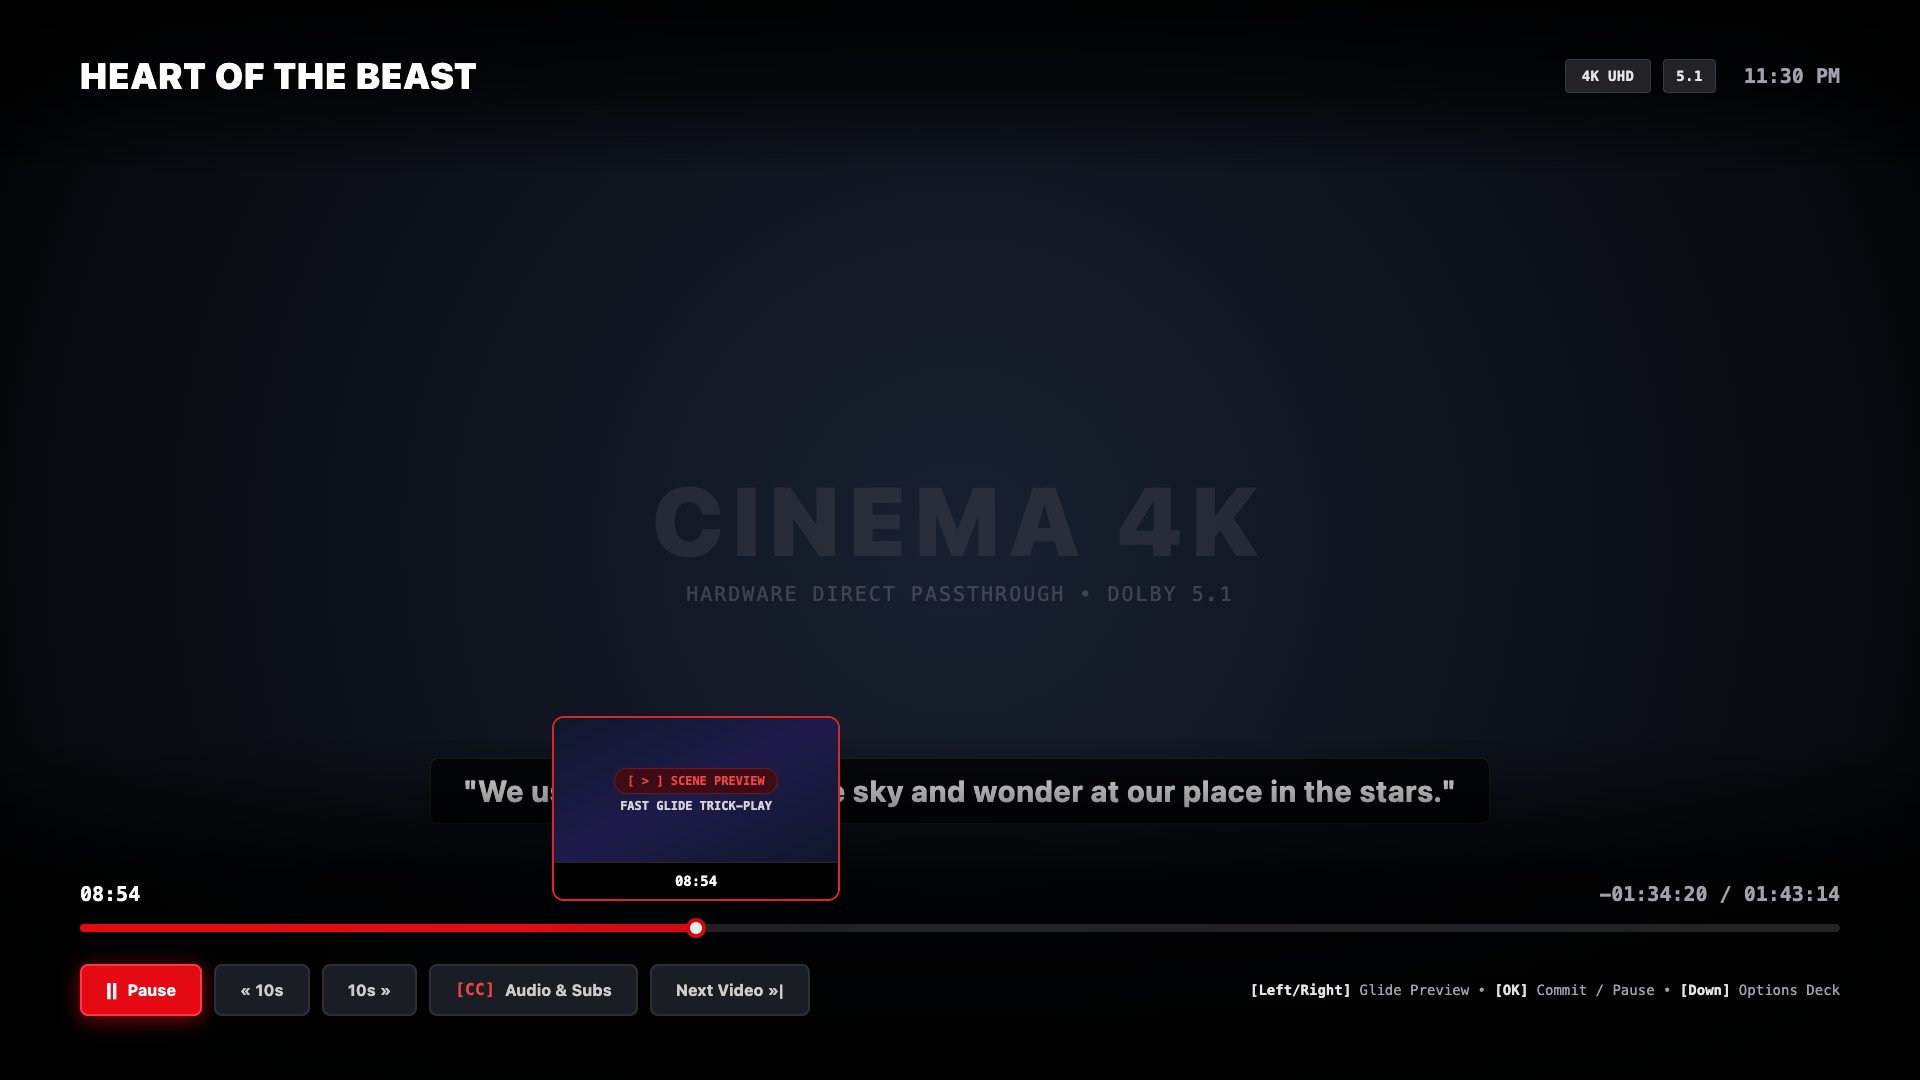 HEART OF THE BEAST
4K UHD
5.1
11:30 PM
CINEMA 4K
HARDWARE DIRECT PASSTHROUGH • DOLBY 5.1
[ > ] SCENE PREVIEW
FAST GLIDE TRICK–PLAY
"We sky and wonder at our place in the stars."
08:54
08:54
–01:34:20 / 01:43:14
|| Pause
« 10s
10s »
[CC] Audio & Subs
Next Video »|
[Left/Right] Glide Preview • [OK] Commit / Pause • [Down] Options Deck